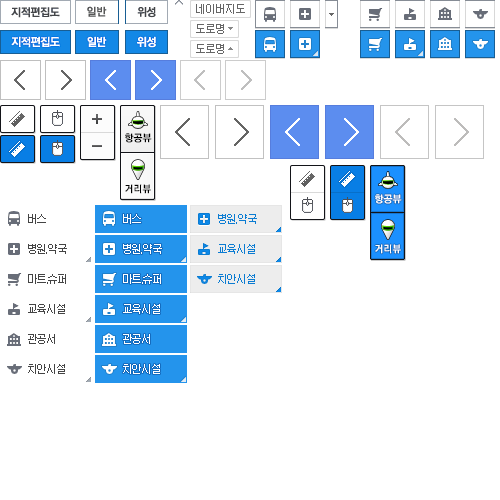 지적편집도 일반 위성 네이버지도
도로명
지적편집도 일반 위성
도로명
항공뷰
거리뷰
항공뷰
거리뷰
버스 버스 병원,약국
병원,약국 병원,약국 교육시설
마트,슈퍼 마트,슈퍼 치안시설
교육시설 교육시설
관공서 관공서
치안시설 치안시설